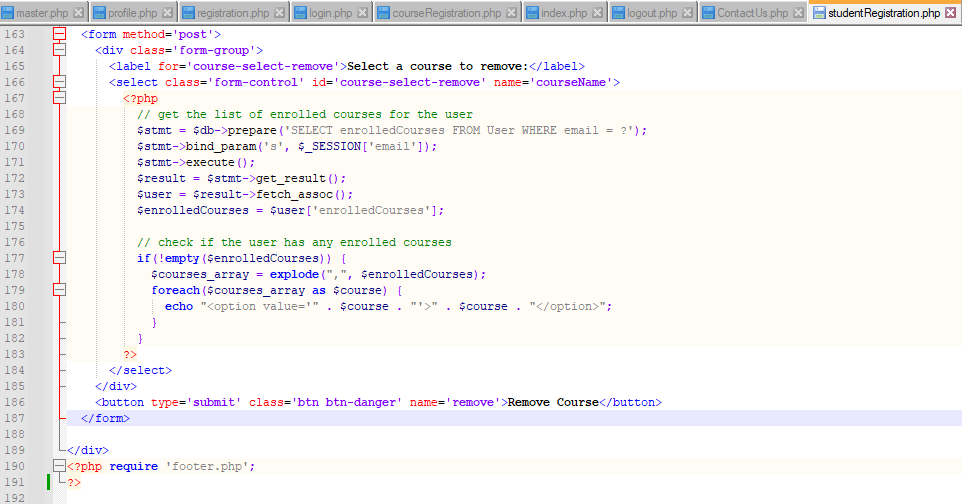 master.php profile.php registration.php login.php courseRegistration.php index.php logout.php ContactUs.php studentRegistration.php
163 <form method='post'>
164 <div class='form-group'>
165 <label for='course-select-remove'>Select a course to remove:</label>
166 <select class='form-control' id='course-select-remove' name='courseName'>
167 <?php
168 // get the list of enrolled courses for the user
169 $stmt = $db->prepare('SELECT enrolledCourses FROM User WHERE email = ?');
170 $stmt->bind_param('s', $_SESSION['email']);
171 $stmt->execute();
172 $result = $stmt->get_result();
173 $user = $result->fetch_assoc();
174 $enrolledCourses = $user['enrolledCourses'];
175
176 // check if the user has any enrolled courses
177 if(!empty($enrolledCourses)) {
178 $courses_array = explode(",", $enrolledCourses);
179 foreach($courses_array as $course) {
180 echo "<option value='" . $course . "'>" . $course . "</option>";
181 }
182 }
183 ?>
184 </select>
185 </div>
186 <button type='submit' class='btn btn-danger' name='remove'>Remove Course</button>
187 </form>
188
189 </div>
190 <?php require 'footer.php';
191 ?>
192